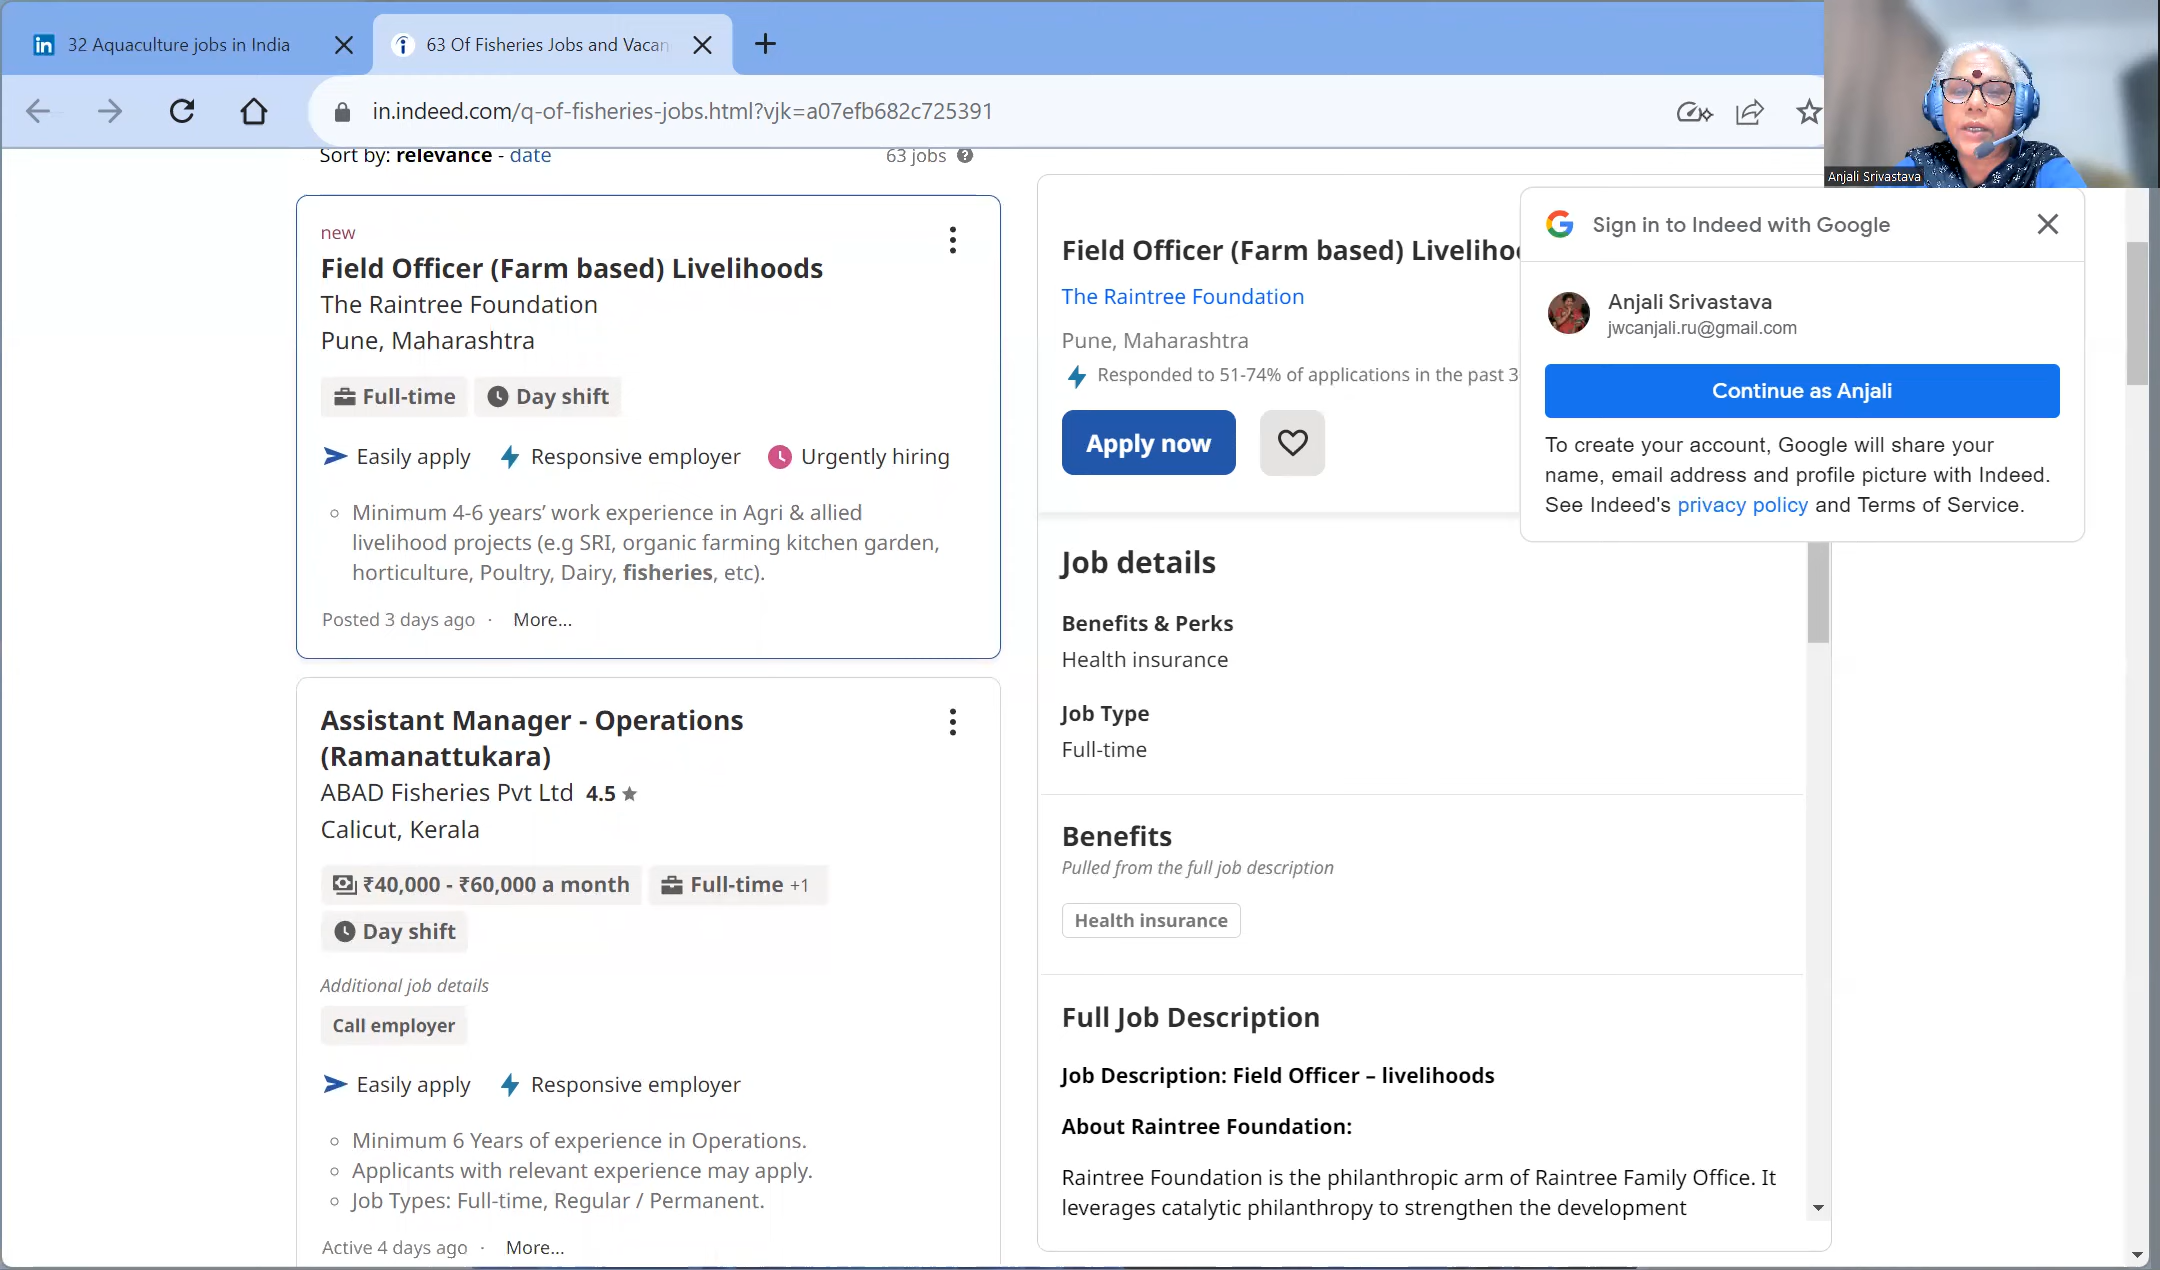 32 Aquaculture jobs in India
63 Of Fisheries Jobs and Vacan
in.indeed.com/q-of-fisheries-jobs.html?vjk=a07efb682c725391
Anjali Srivastava
Sort by: relevance - date
63 jobs
new
Field Officer (Farm based) Livelihoods
The Raintree Foundation
Pune, Maharashtra
Full-time
Day shift
Easily apply
Responsive employer
Urgently hiring
Minimum 4-6 years’ work experience in Agri & allied
livelihood projects (e.g SRI, organic farming kitchen garden,
horticulture, Poultry, Dairy, fisheries, etc).
Posted 3 days ago · More...
Assistant Manager - Operations
(Ramanattukara)
ABAD Fisheries Pvt Ltd 4.5
Calicut, Kerala
₹40,000 - ₹60,000 a month
Full-time +1
Day shift
Additional job details
Call employer
Easily apply
Responsive employer
Minimum 6 Years of experience in Operations.
Applicants with relevant experience may apply.
Job Types: Full-time, Regular / Permanent.
Active 4 days ago · More...
Field Officer (Farm based) Liveliho
The Raintree Foundation
Pune, Maharashtra
Responded to 51-74% of applications in the past 3
Apply now
Job details
Benefits & Perks
Health insurance
Job Type
Full-time
Benefits
Pulled from the full job description
Health insurance
Full Job Description
Job Description: Field Officer – livelihoods
About Raintree Foundation:
Raintree Foundation is the philanthropic arm of Raintree Family Office. It
leverages catalytic philanthropy to strengthen the development
Sign in to Indeed with Google
Anjali Srivastava
jwcanjali.ru@gmail.com
Continue as Anjali
To create your account, Google will share your
name, email address and profile picture with Indeed.
See Indeed's privacy policy and Terms of Service.